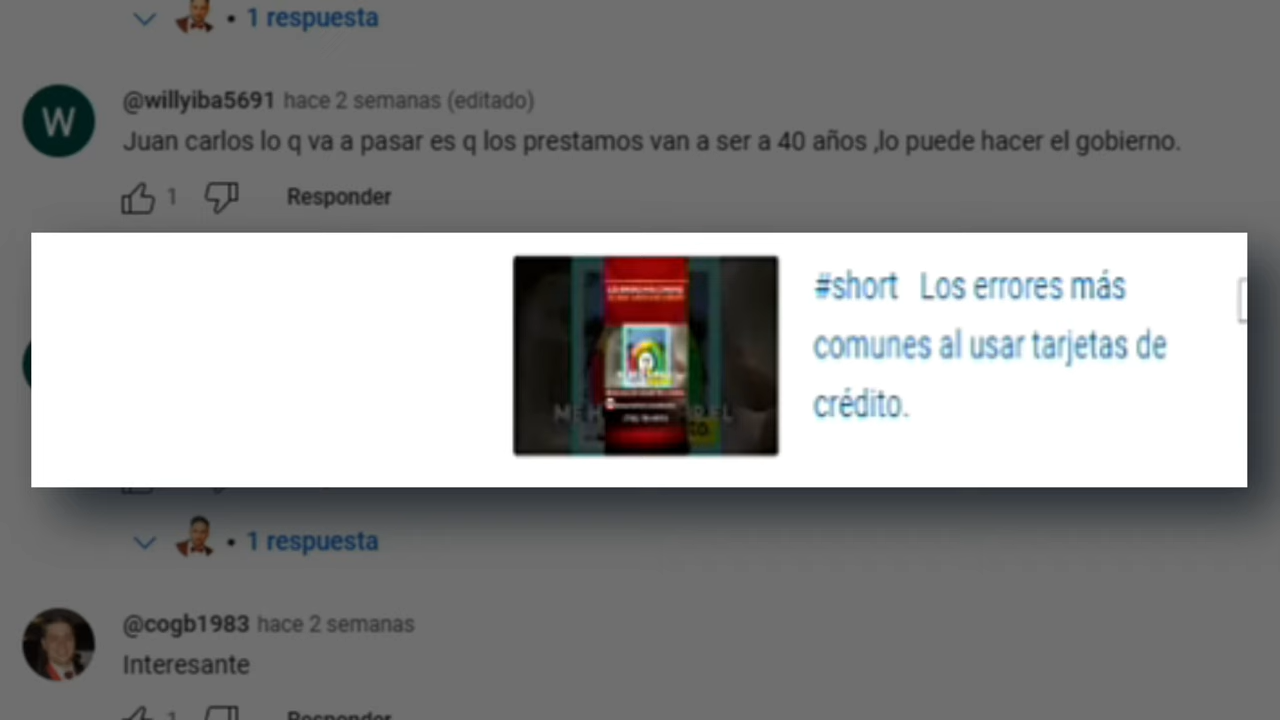 1 respuesta
@willyiba5691 hace 2 semanas (editado)
W
Juan carlos lo q va a pasar es q los prestamos van a ser a 40 años ,lo puede hacer el gobierno.
1 Responder
#short Los errores más
comunes al usar tarjetas de
crédito.
1 respuesta
@cogb1983 hace 2 semanas
Interesante
1 Responder